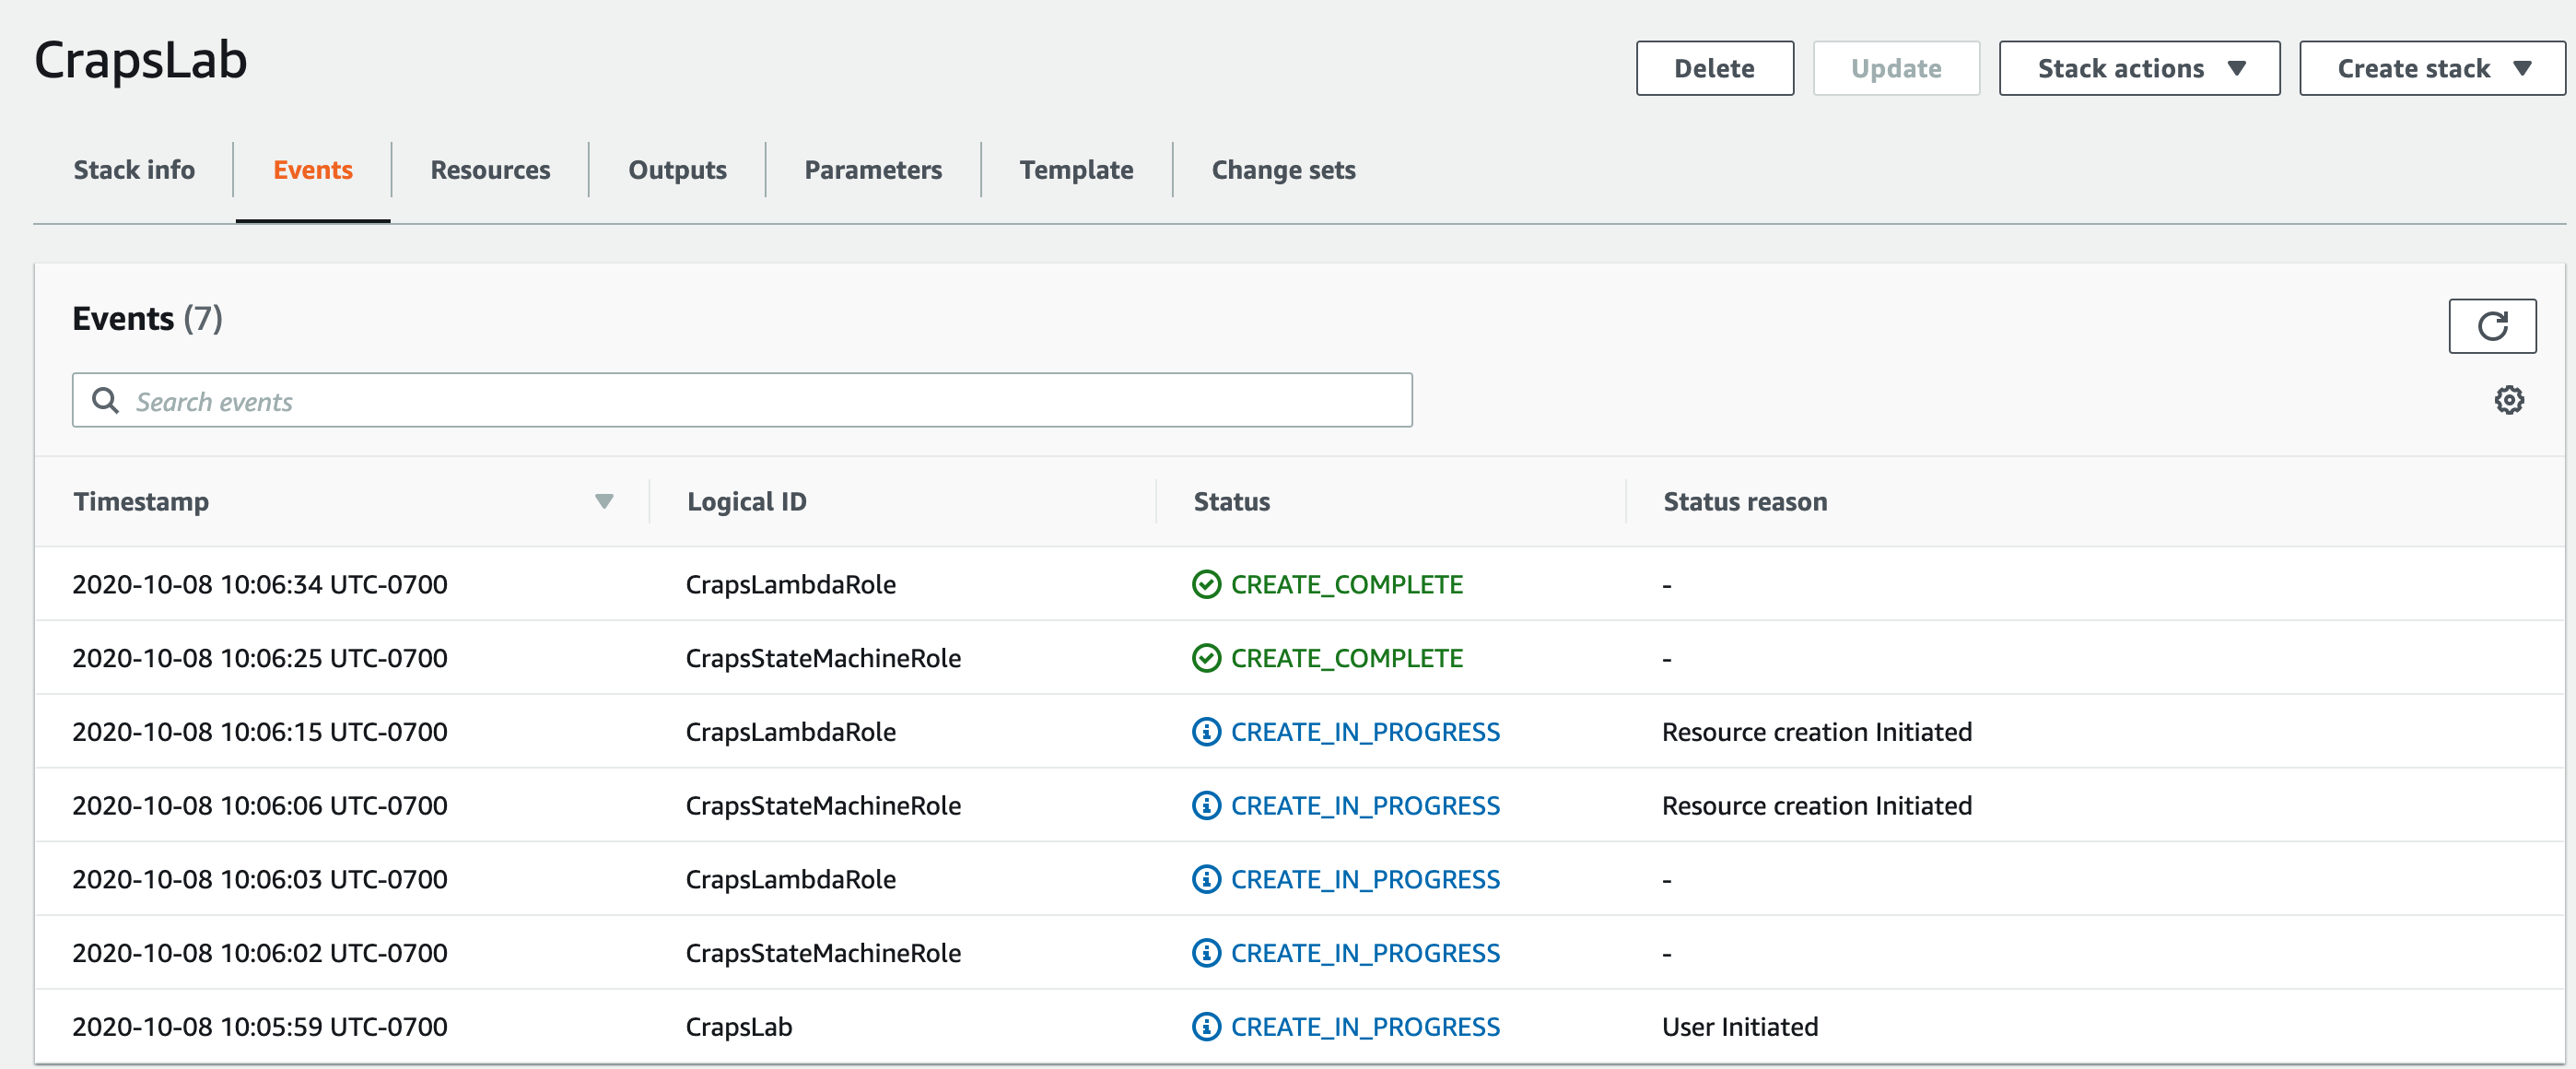 CrapsLab
Delete Update Stack actions Create stack
Stack info Events Resources Outputs Parameters Template Change sets
Events (7)
Search events
Timestamp Logical ID Status Status reason
2020-10-08 10:06:34 UTC-0700 CrapsLambdaRole CREATE_COMPLETE -
2020-10-08 10:06:25 UTC-0700 CrapsStateMachineRole CREATE_COMPLETE -
2020-10-08 10:06:15 UTC-0700 CrapsLambdaRole CREATE_IN_PROGRESS Resource creation Initiated
2020-10-08 10:06:06 UTC-0700 CrapsStateMachineRole CREATE_IN_PROGRESS Resource creation Initiated
2020-10-08 10:06:03 UTC-0700 CrapsLambdaRole CREATE_IN_PROGRESS -
2020-10-08 10:06:02 UTC-0700 CrapsStateMachineRole CREATE_IN_PROGRESS -
2020-10-08 10:05:59 UTC-0700 CrapsLab CREATE_IN_PROGRESS User Initiated